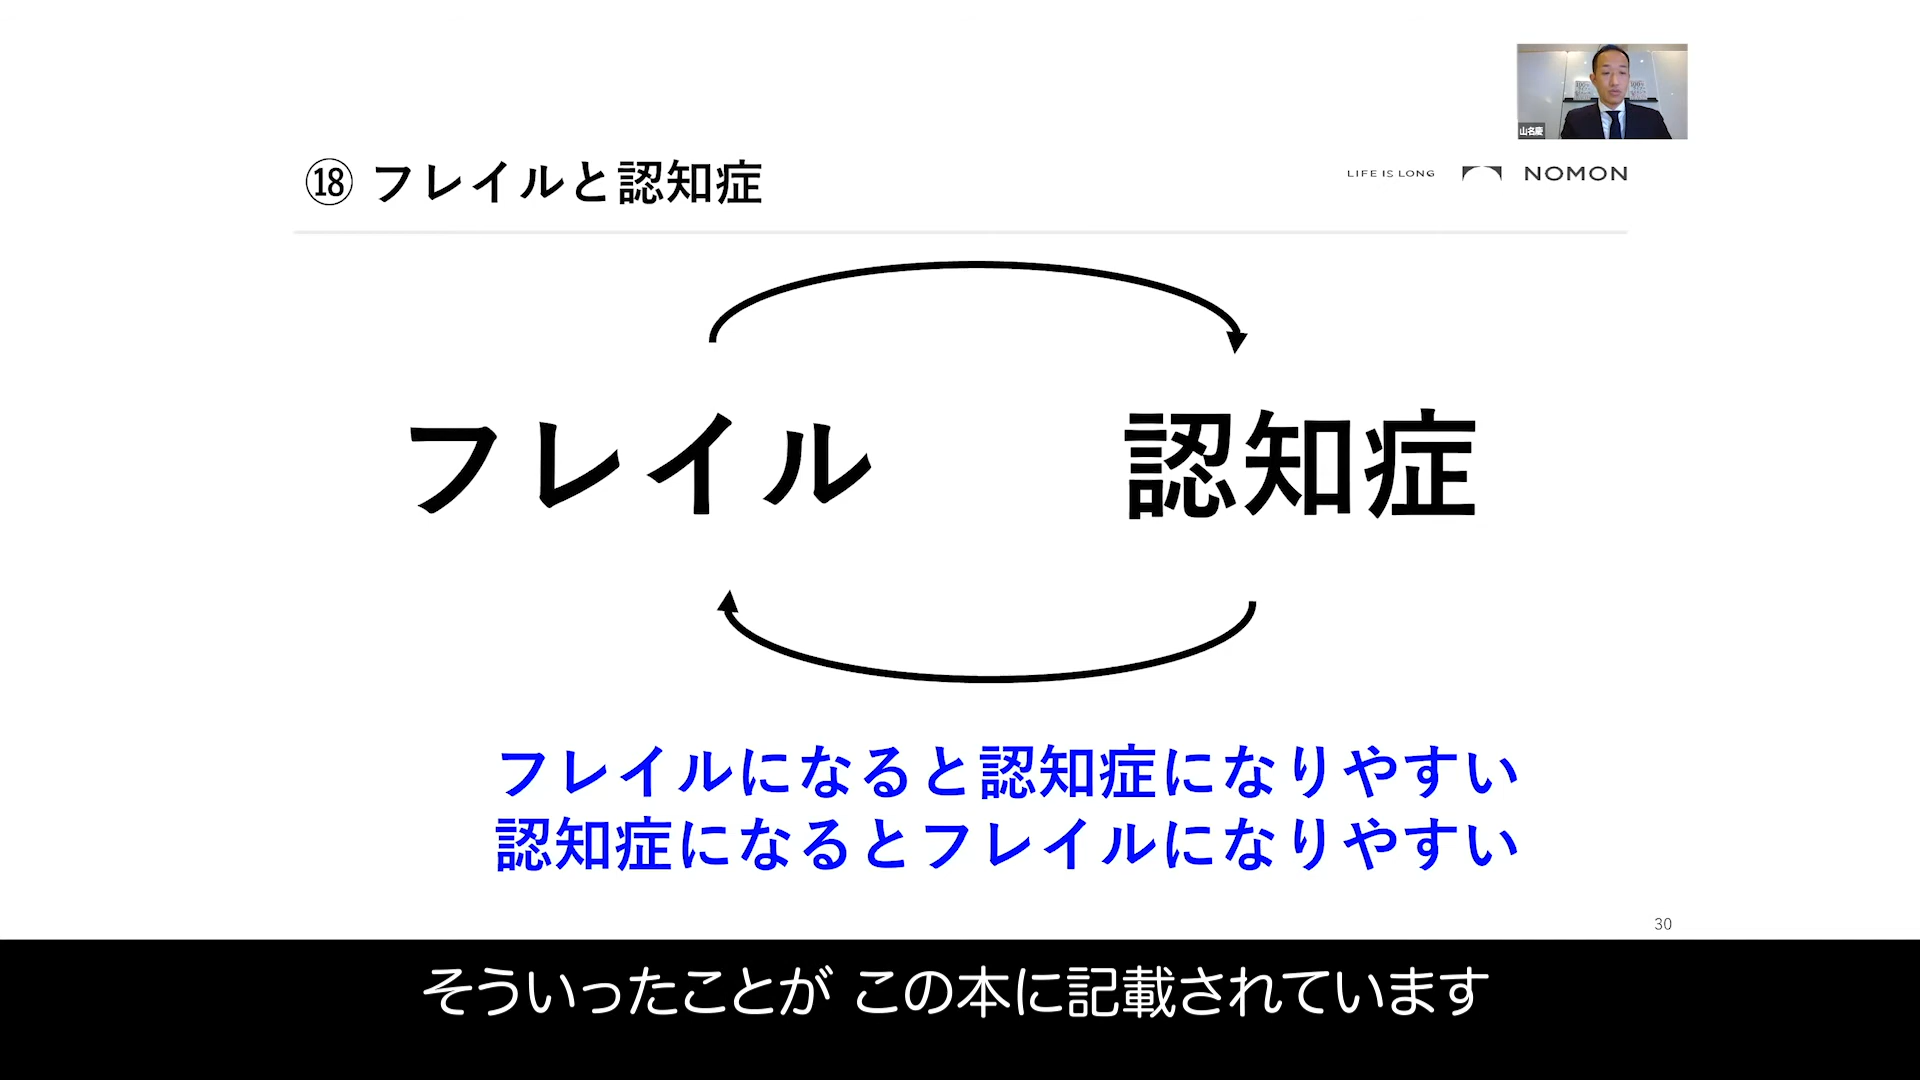 山名慶
⑱ フレイルと認知症
LIFE IS LONG NOMON
フレイル 認知症
フレイルになると認知症になりやすい
認知症になるとフレイルになりやすい
30
そういったことが この本に記載されています